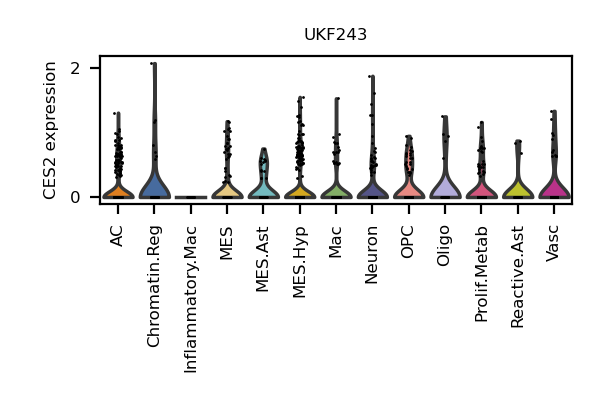 UKF243
CES2 expression
2
0
AC
Chromatin.Reg
Inflammatory.Mac
MES
MES.Ast
MES.Hyp
Mac
Neuron
OPC
Oligo
Prolif.Metab
Reactive.Ast
Vasc